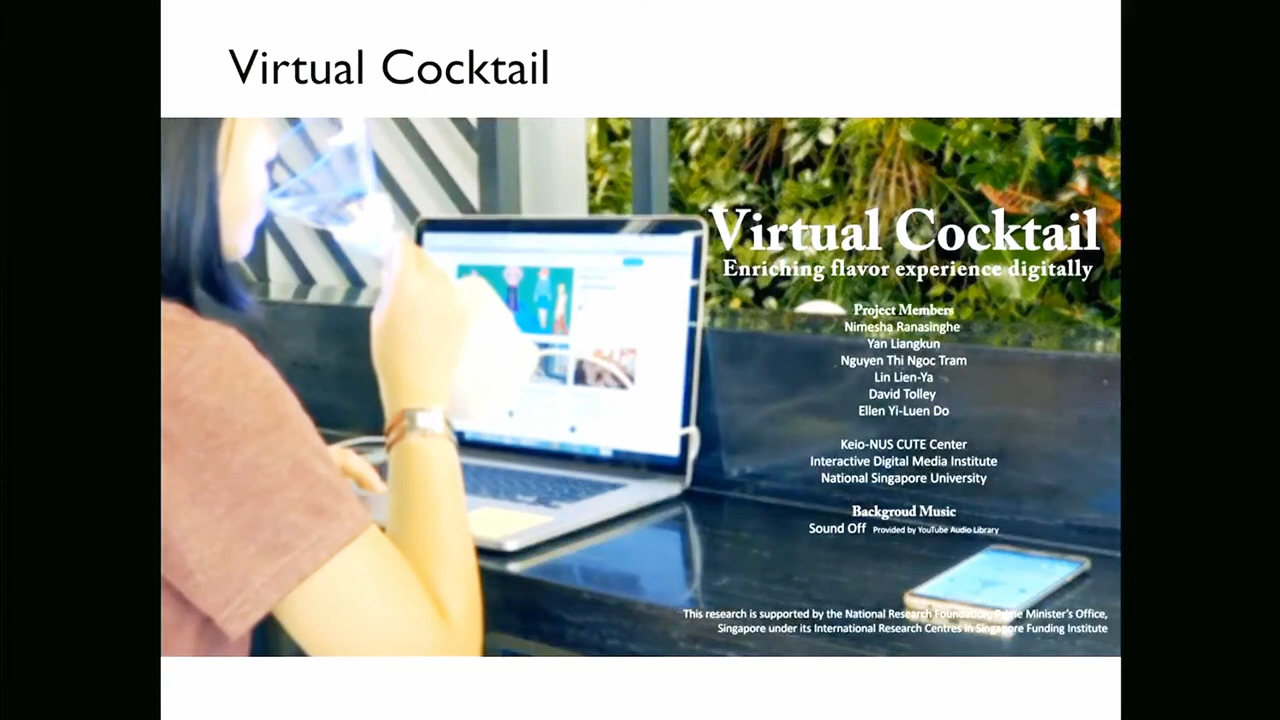 Virtual Cocktail
Virtual Cocktail
Enriching flavor experience digitally
Project Members
Nimesha Ranasinghe
Yan Liangkun
Nguyen Thi Ngoc Tram
Lin Lien-Ya
David Tolley
Ellen Yi-Luen Do
Keio-NUS CUTE Center
Interactive Digital Media Institute
National Singapore University
Backgroud Music
Sound Off Provided by YouTube Audio Library
This research is supported by the National Research Foundation, Prime Minister's Office,
Singapore under its International Research Centres in Singapore Funding Institute